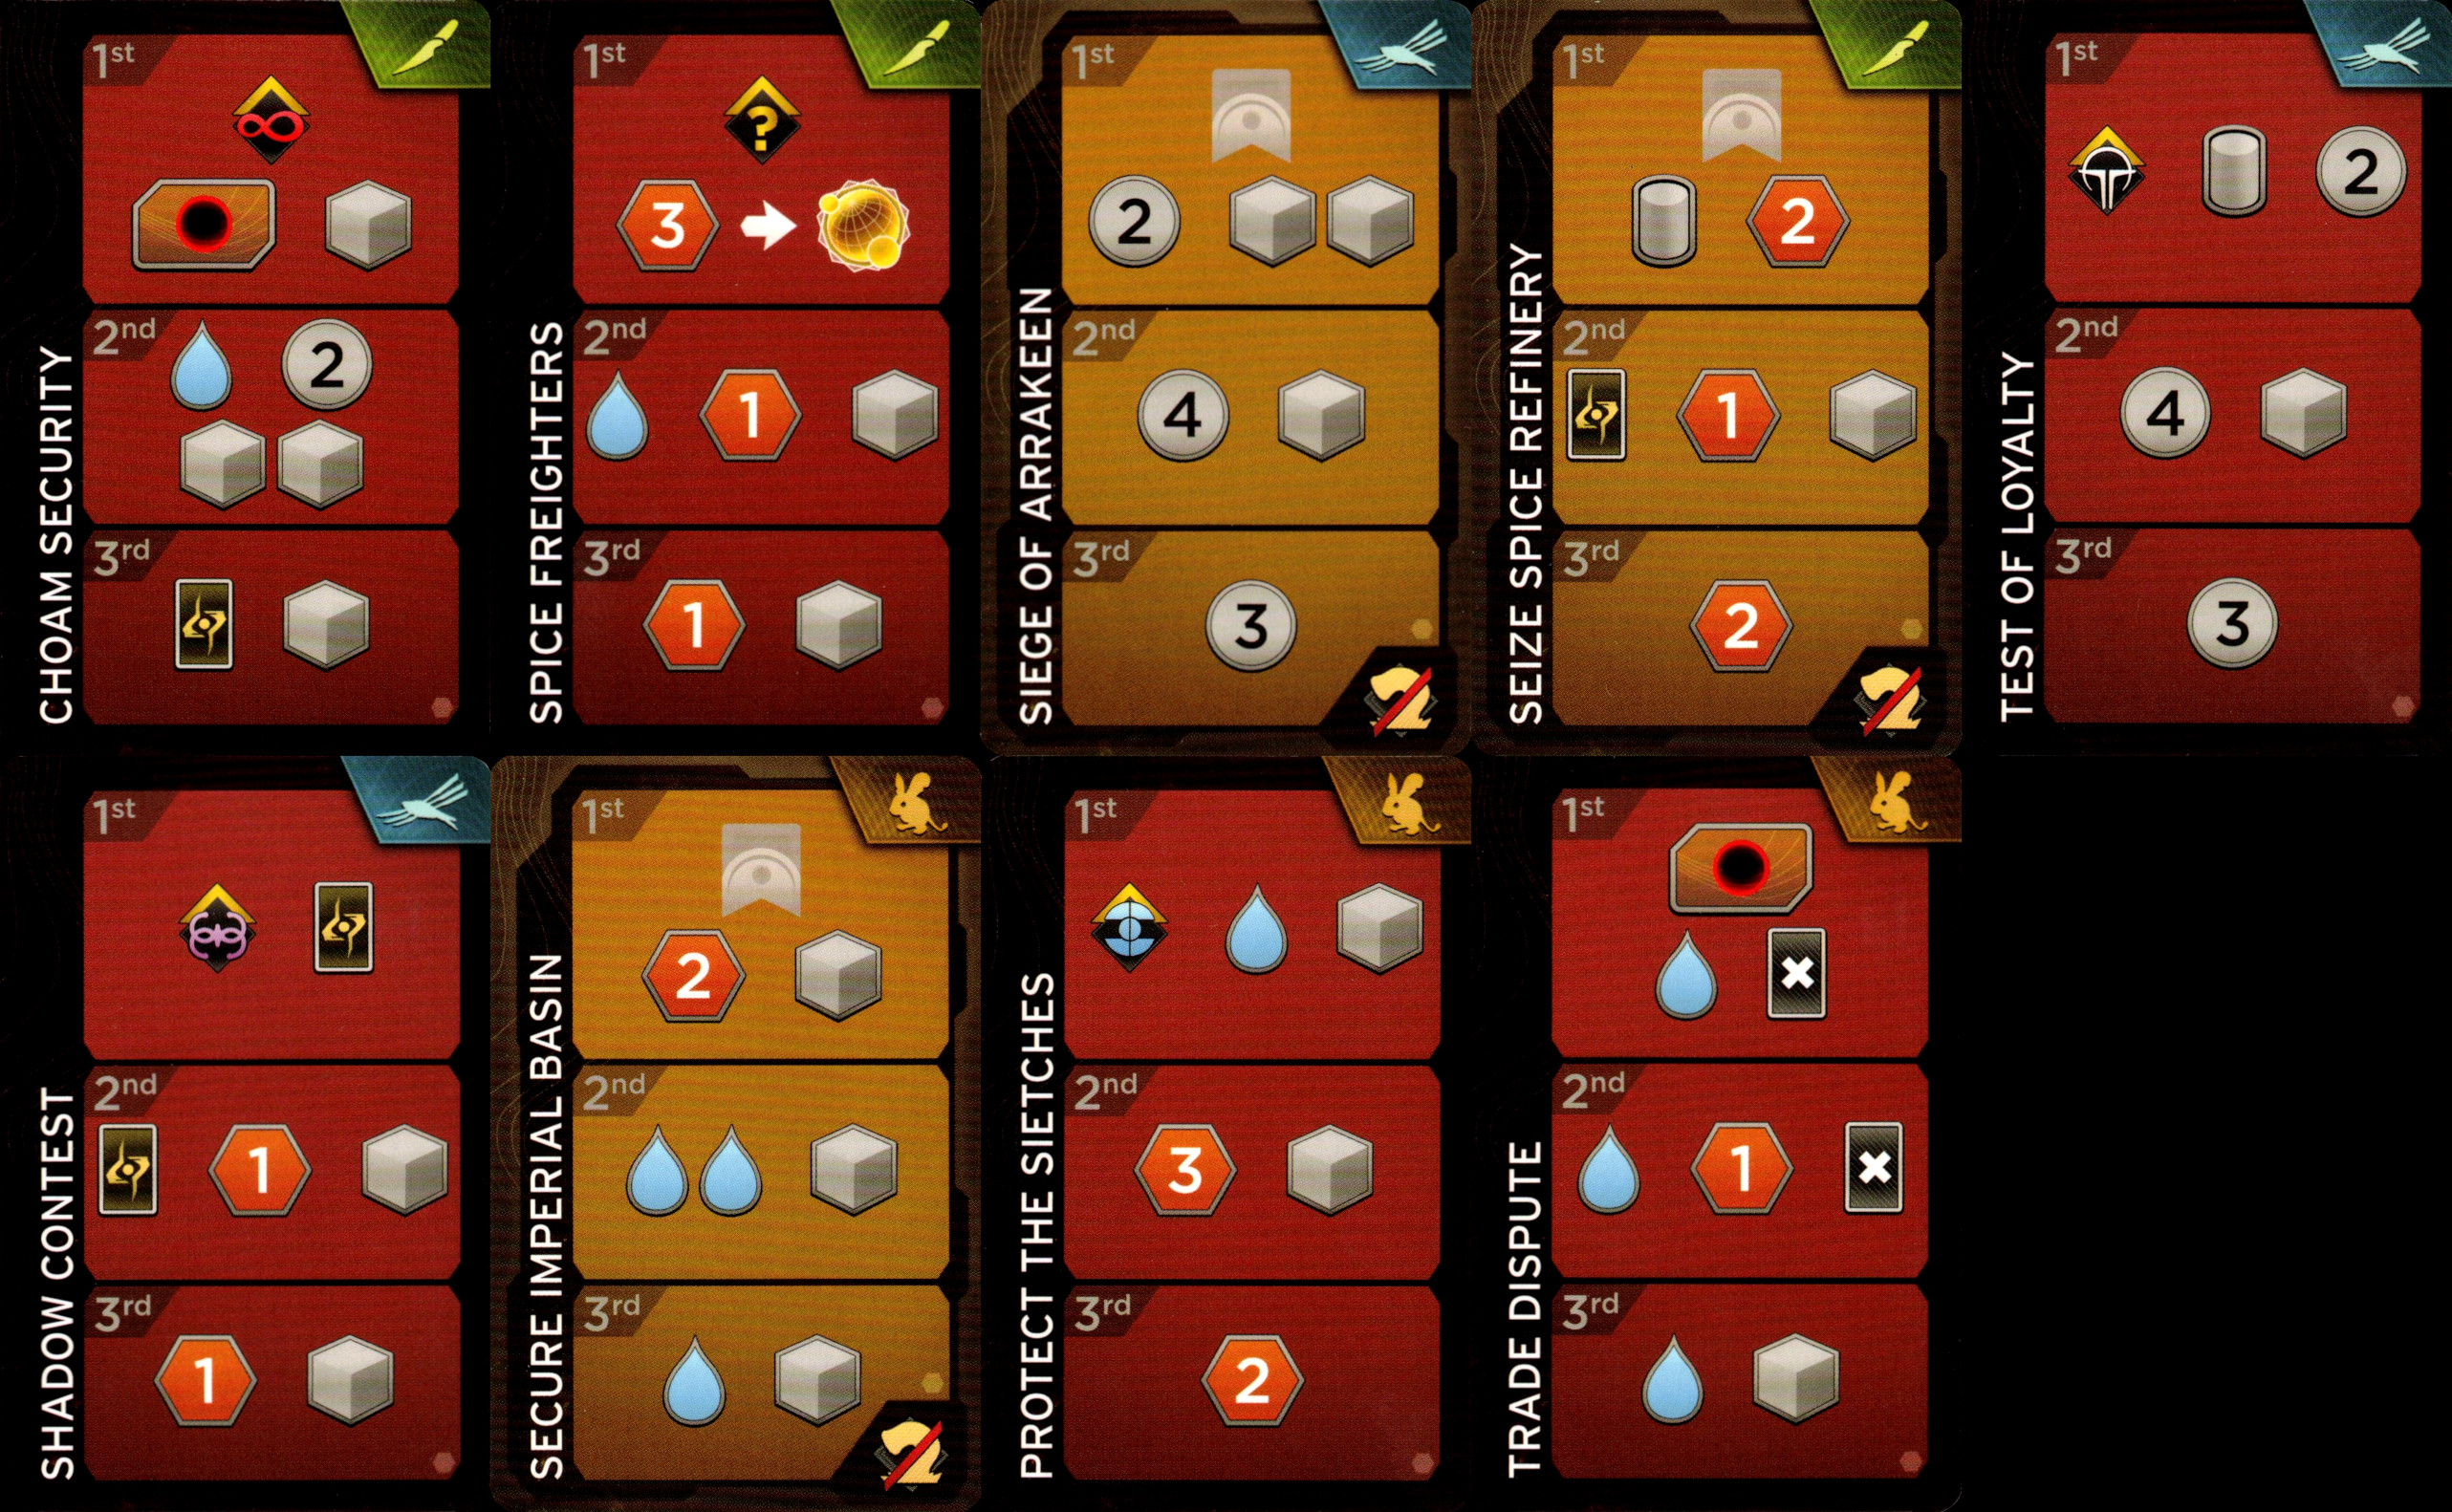 CHOAM SECURITY
1st
2nd
2
3rd
SPICE FREIGHTERS
1st
?
3
2nd
1
3rd
1
SIEGE OF ARRAKEEN
1st
2
2nd
4
3rd
3
SEIZE SPICE REFINERY
1st
2
2nd
1
3rd
2
TEST OF LOYALTY
1st
2
2nd
4
3rd
3
SHADOW CONTEST
1st
2nd
1
3rd
1
SECURE IMPERIAL BASIN
1st
2
2nd
3rd
PROTECT THE SIETCHES
1st
2nd
3
3rd
2
TRADE DISPUTE
1st
2nd
1
3rd